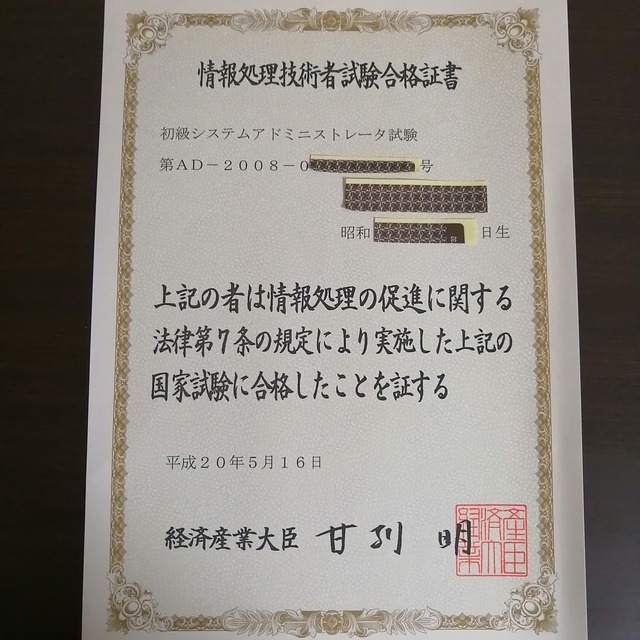 情報処理技術者試験合格証書
初級システムアドミニストレータ試験
第AD-2008-0 号
昭和 日生
上記の者は情報処理の促進に関する
法律第7条の規定により実施した上記の
国家試験に合格したことを証する
平成20年5月16日
経済産業大臣 甘利 明